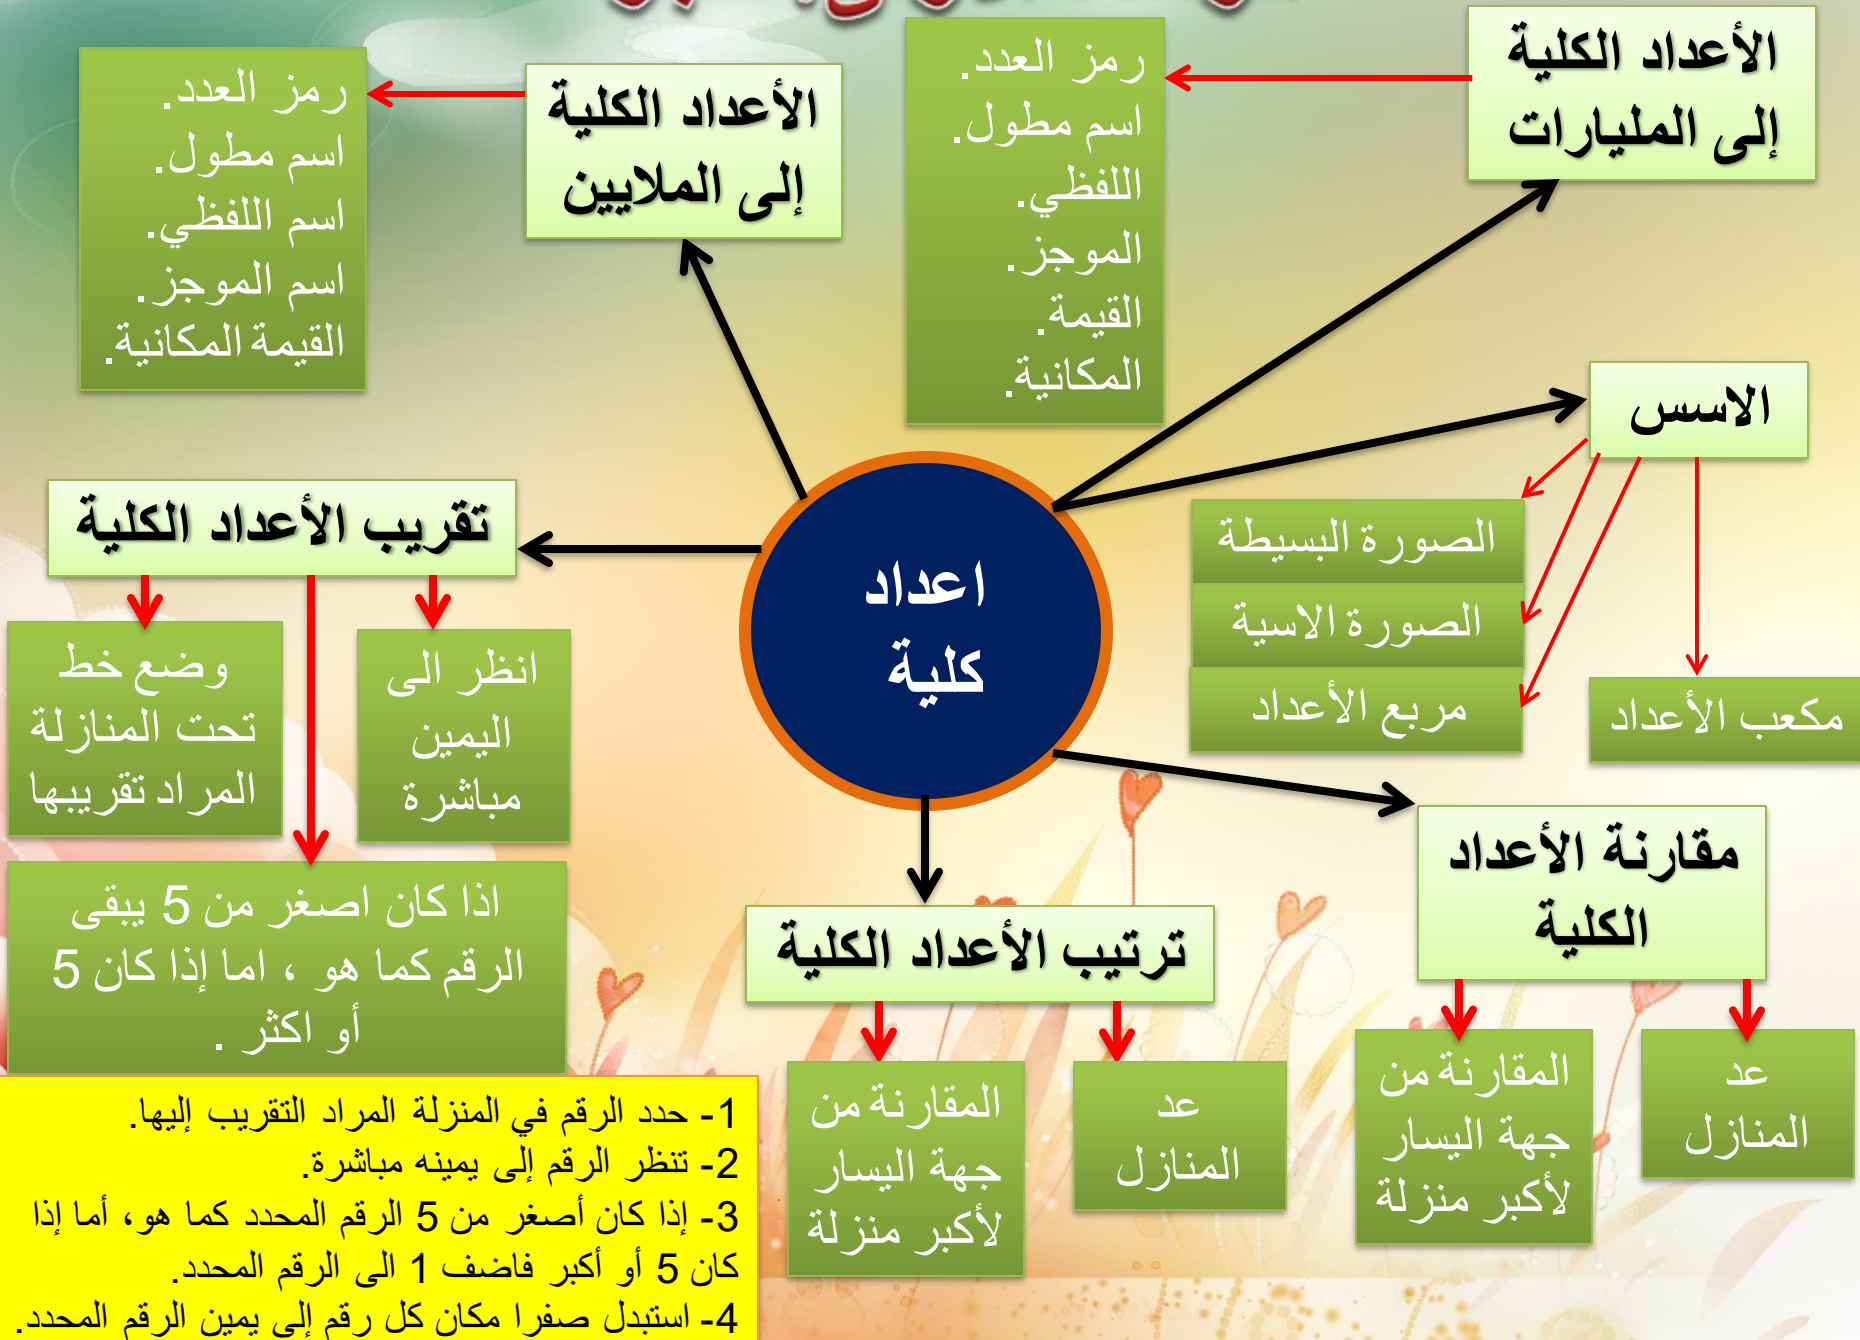 الأعداد الكلية
إلى المليارات
رمز العدد.
اسم مطول.
اللفظي.
الموجز.
القيمة.
المكانية.
الأعداد الكلية
إلى الملايين
رمز العدد.
اسم مطول.
اسم اللفظي.
اسم الموجز.
القيمة المكانية.
الاسس
الصورة البسيطة
الصورة الاسية
مربع الأعداد
مكعب الأعداد
اعداد
كلية
تقريب الأعداد الكلية
انظر الى
اليمين
مباشرة
وضع خط
تحت المنازلة
المراد تقريبها
اذا كان اصغر من 5 يبقى
الرقم كما هو ، اما إذا كان 5
أو اكثر .
مقارنة الأعداد
الكلية
عد
المنازل
المقارنة من
جهة اليسار
لأكبر منزلة
ترتيب الأعداد الكلية
عد
المنازل
المقارنة من
جهة اليسار
لأكبر منزلة
1- حدد الرقم في المنزلة المراد التقريب إليها.
2- تنظر الرقم إلى يمينه مباشرة.
3- إذا كان أصغر من 5 الرقم المحدد كما هو، أما إذا
كان 5 أو أكبر فاضف 1 الى الرقم المحدد.
4- استبدل صفرا مكان كل رقم إلى يمين الرقم المحدد.